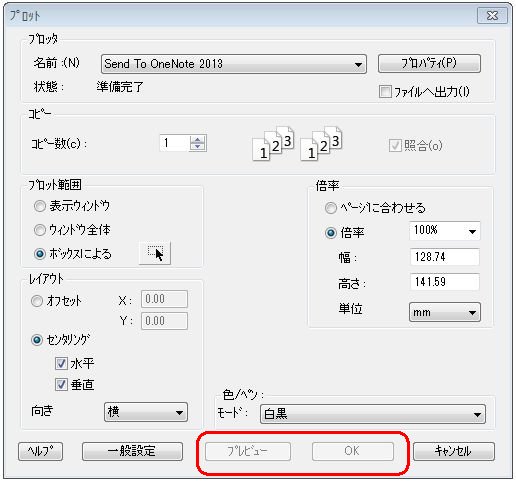 プロット
プロッタ
名前:(N)
Send To OneNote 2013
プロパティ(P)
状態:
準備完了
ファイルへ出力(I)
コピー
コピー数(c):
1
1 2 3 1 2 3
照合(o)
プロット範囲
表示ウィンドウ
ウィンドウ全体
ボックスによる
倍率
ページに合わせる
倍率
100%
幅:
128.74
高さ:
141.59
単位
mm
レイアウト
オフセット
X: 0.00
Y: 0.00
センタリング
水平
垂直
向き
横
色/ペン:
モード:
白黒
ヘルプ
一般設定
プレビュー
OK
キャンセル